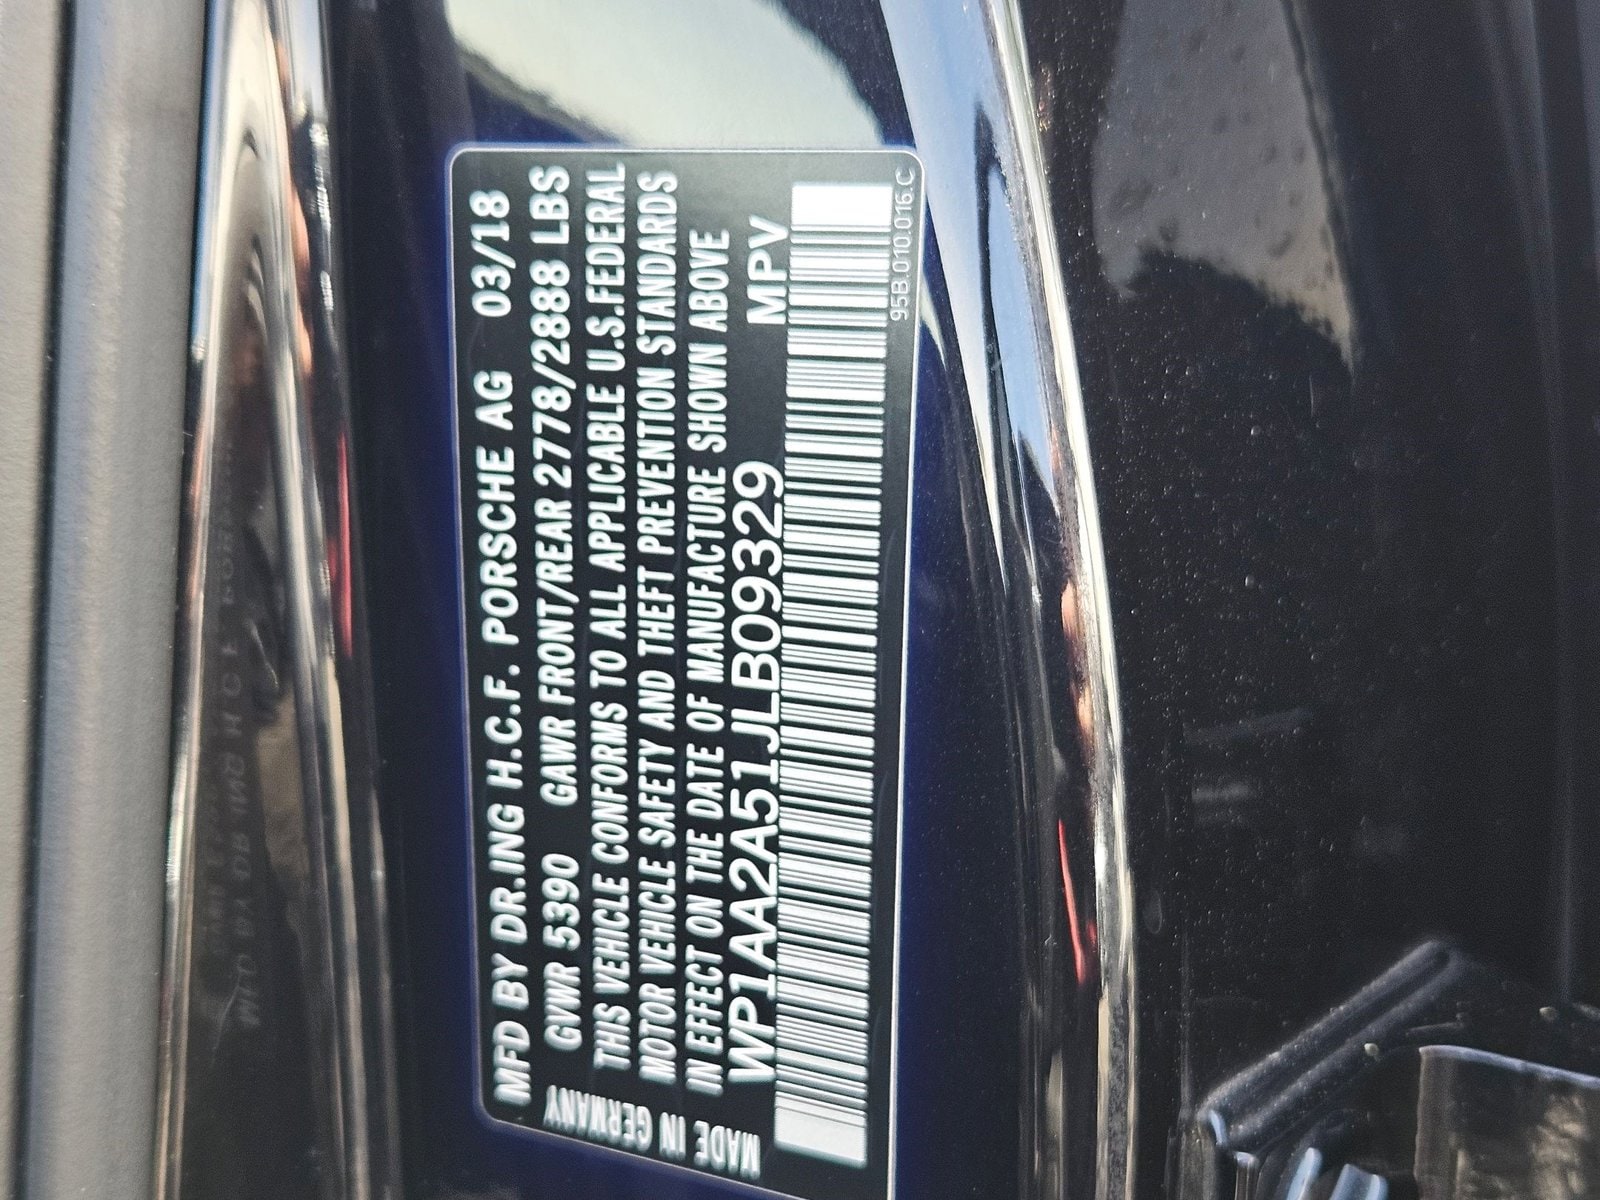 MFD BY DR.ING H.C.F. PORSCHE AG 03/18
GVWR 5390 GAWR FRONT/REAR 2778/2888 LBS
THIS VEHICLE CONFORMS TO ALL APPLICABLE U.S.FEDERAL
MOTOR VEHICLE SAFETY AND THEFT PREVENTION STANDARDS
IN EFFECT ON THE DATE OF MANUFACTURE SHOWN ABOVE
WP1AA2A51JLB09329 MPV
95B.010.016.C
MADE IN GERMANY